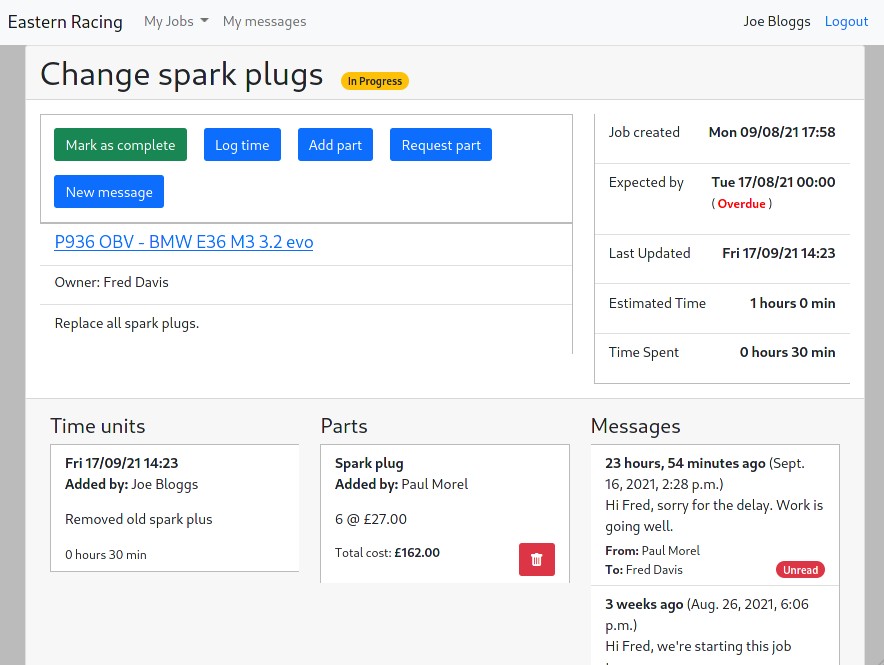 Eastern Racing My Jobs My messages Joe Bloggs Logout
Change spark plugs In Progress
Mark as complete Log time Add part Request part
New message
P936 OBV - BMW E36 M3 3.2 evo
Owner: Fred Davis
Replace all spark plugs.
Job created Mon 09/08/21 17:58
Expected by Tue 17/08/21 00:00
( Overdue )
Last Updated Fri 17/09/21 14:23
Estimated Time 1 hours 0 min
Time Spent 0 hours 30 min
Time units
Fri 17/09/21 14:23
Added by: Joe Bloggs
Removed old spark plus
0 hours 30 min
Parts
Spark plug
Added by: Paul Morel
6 @ £27.00
Total cost: £162.00
Messages
23 hours, 54 minutes ago (Sept.
16, 2021, 2:28 p.m.)
Hi Fred, sorry for the delay. Work is
going well.
From: Paul Morel
To: Fred Davis Unread
3 weeks ago (Aug. 26, 2021, 6:06
p.m.)
Hi Fred, we're starting this job